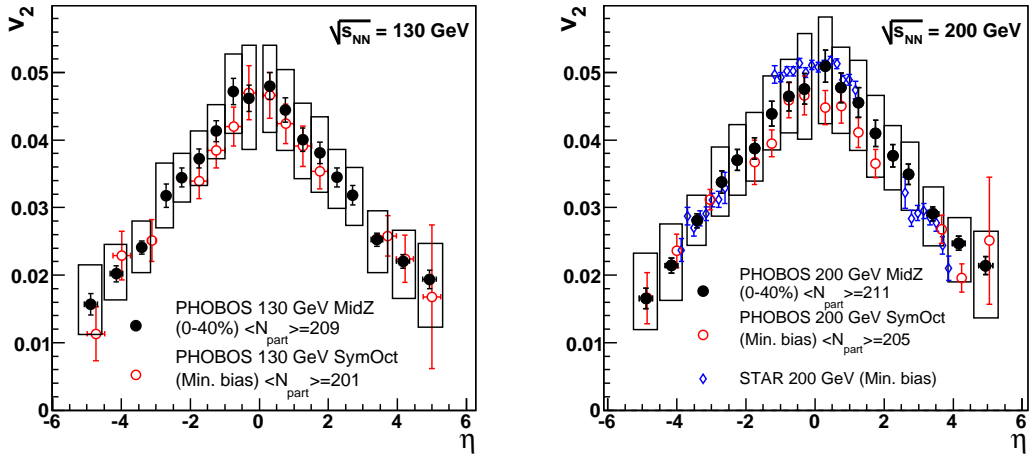 v2
√sNN = 130 GeV
0.05
0.04
0.03
0.02
0.01
0
PHOBOS 130 GeV MidZ
(0-40%) <Npart>=209
PHOBOS 130 GeV SymOct
(Min. bias) <Npart>=201
-6 -4 -2 0 2 4 6
η
v2
√sNN = 200 GeV
0.05
0.04
0.03
0.02
0.01
0
PHOBOS 200 GeV MidZ
(0-40%) <Npart>=211
PHOBOS 200 GeV SymOct
(Min. bias) <Npart>=205
STAR 200 GeV (Min. bias)
-6 -4 -2 0 2 4 6
η